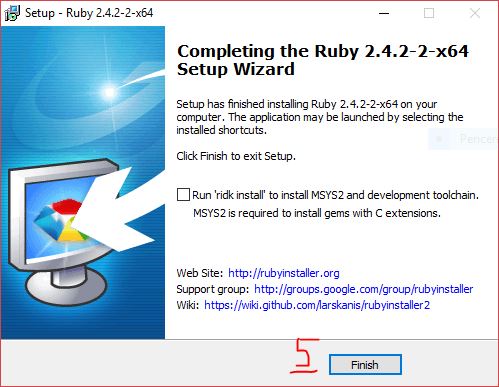 Setup - Ruby 2.4.2-2-x64
Completing the Ruby 2.4.2-2-x64
Setup Wizard
Setup has finished installing Ruby 2.4.2-2-x64 on your
computer. The application may be launched by selecting the
installed shortcuts.
Pencere
Click Finish to exit Setup.
Run 'ridk install' to install MSYS2 and development toolchain.
MSYS2 is required to install gems with C extensions.
Web Site: http://rubyinstaller.org
Support group: http://groups.google.com/group/rubyinstaller
Wiki: https://wiki.github.com/larskanis/rubyinstaller2
5
Finish